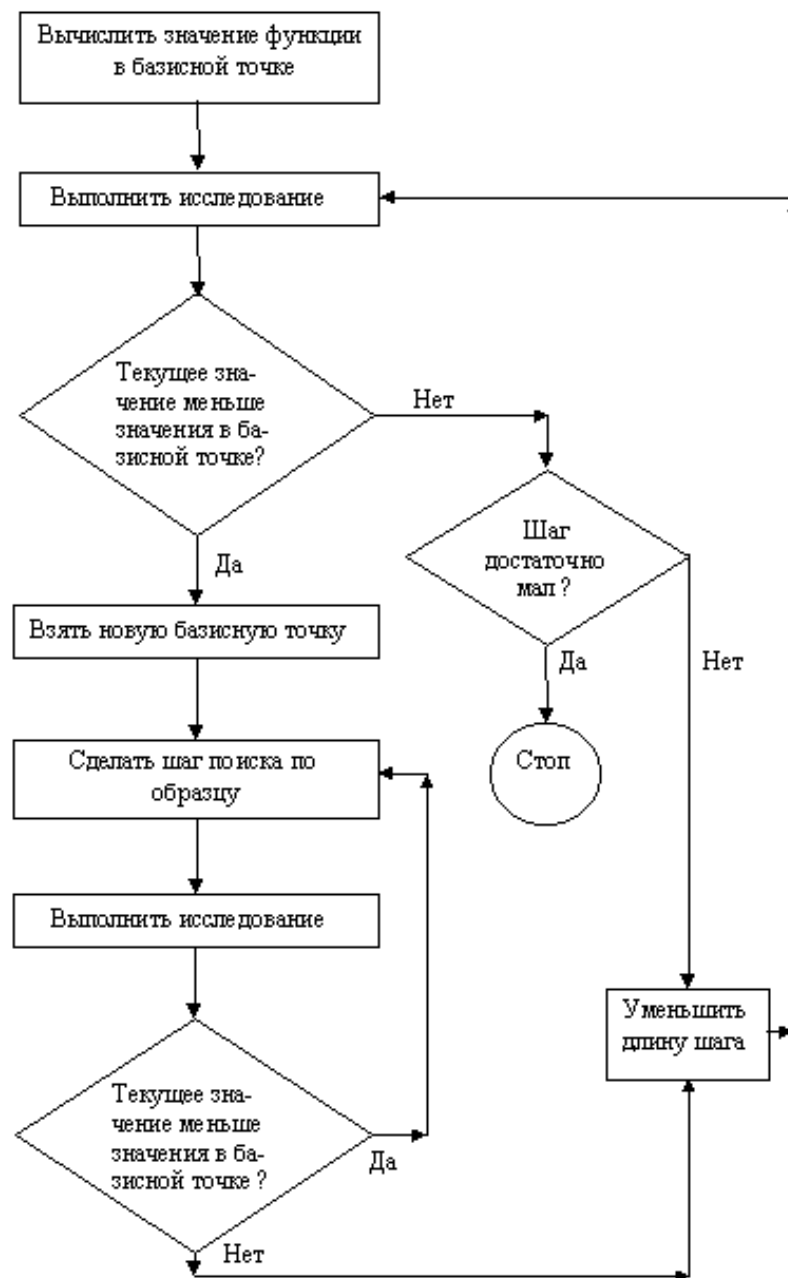 Вычислить значение функции
в базисной точке
Выполнить исследование
Текущее зна-
чение меньше
значения в ба-
зисной точке?
Нет
Да
Шаг
достаточно
мал ?
Да
Нет
Стоп
Взять новую базисную точку
Сделать шаг поиска по
образцу
Выполнить исследование
Уменьшить
длину шага
Текущее зна-
чение меньше
значения в ба-
зисной точке ?
Да
Нет